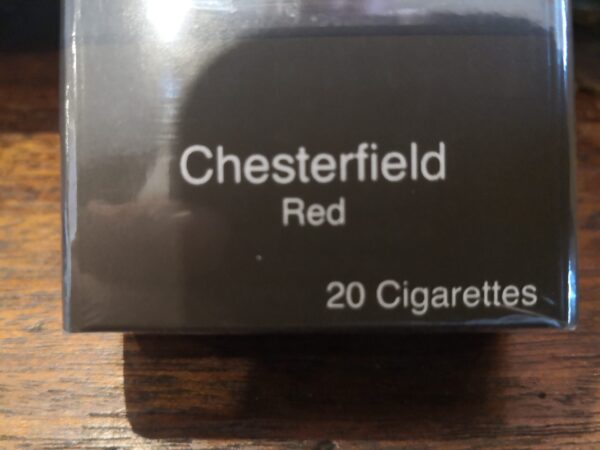 Chesterfield
Red
20 Cigarettes